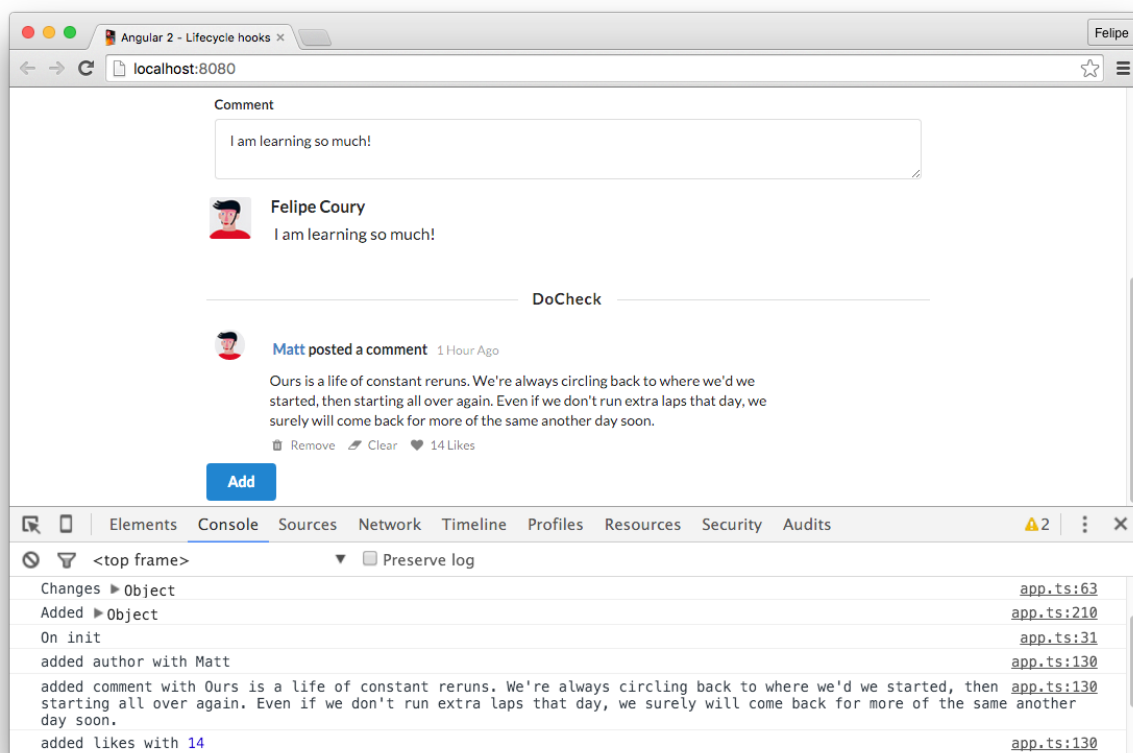 Angular 2 - Lifecycle hooks ×
Felipe
localhost:8080
Comment
I am learning so much!
Felipe Coury
I am learning so much!
DoCheck
Matt posted a comment 1 Hour Ago
Ours is a life of constant reruns. We're always circling back to where we'd we
started, then starting all over again. Even if we don't run extra laps that day, we
surely will come back for more of the same another day soon.
Remove Clear 14 Likes
Add
Elements Console Sources Network Timeline Profiles Resources Security Audits 2
<top frame> Preserve log
Changes Object app.ts:63
Added Object app.ts:210
On init app.ts:31
added author with Matt app.ts:130
added comment with Ours is a life of constant reruns. We're always circling back to where we'd we started, then app.ts:130
starting all over again. Even if we don't run extra laps that day, we surely will come back for more of the same another
day soon.
added likes with 14 app.ts:130